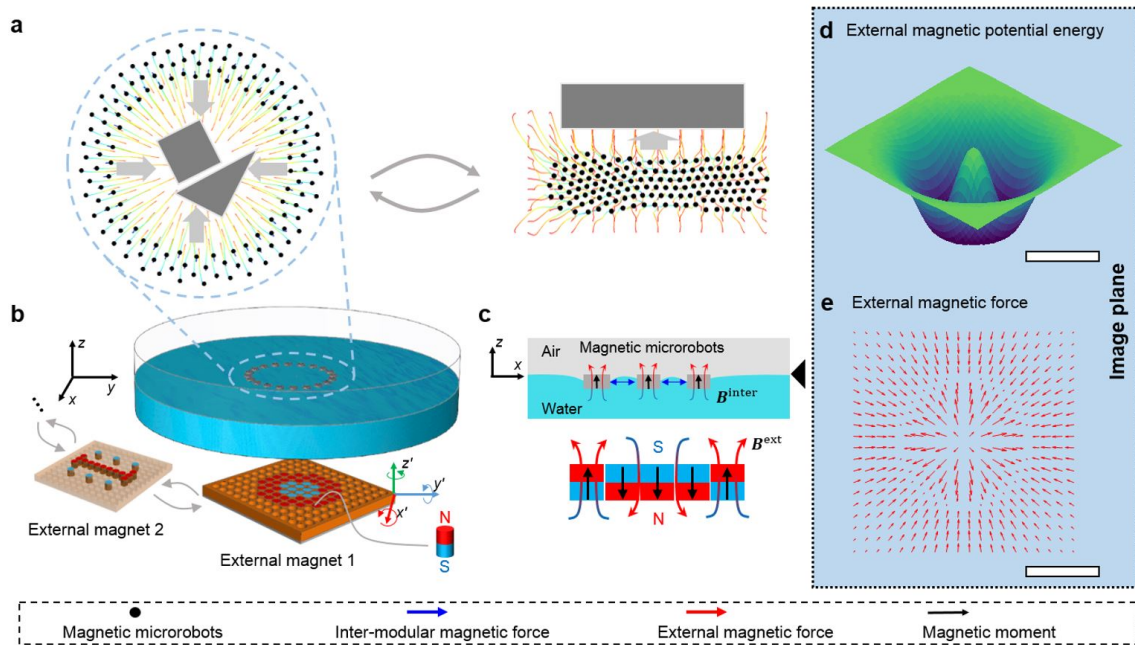 a
b
z
y
x
External magnet 2
External magnet 1
z'
y'
x'
N
S
c
z
x
Air
Magnetic microrobots
Water
B^inter
S
B^ext
N
d
External magnetic potential energy
e
External magnetic force
Image plane
Magnetic microrobots
Inter-modular magnetic force
External magnetic force
Magnetic moment